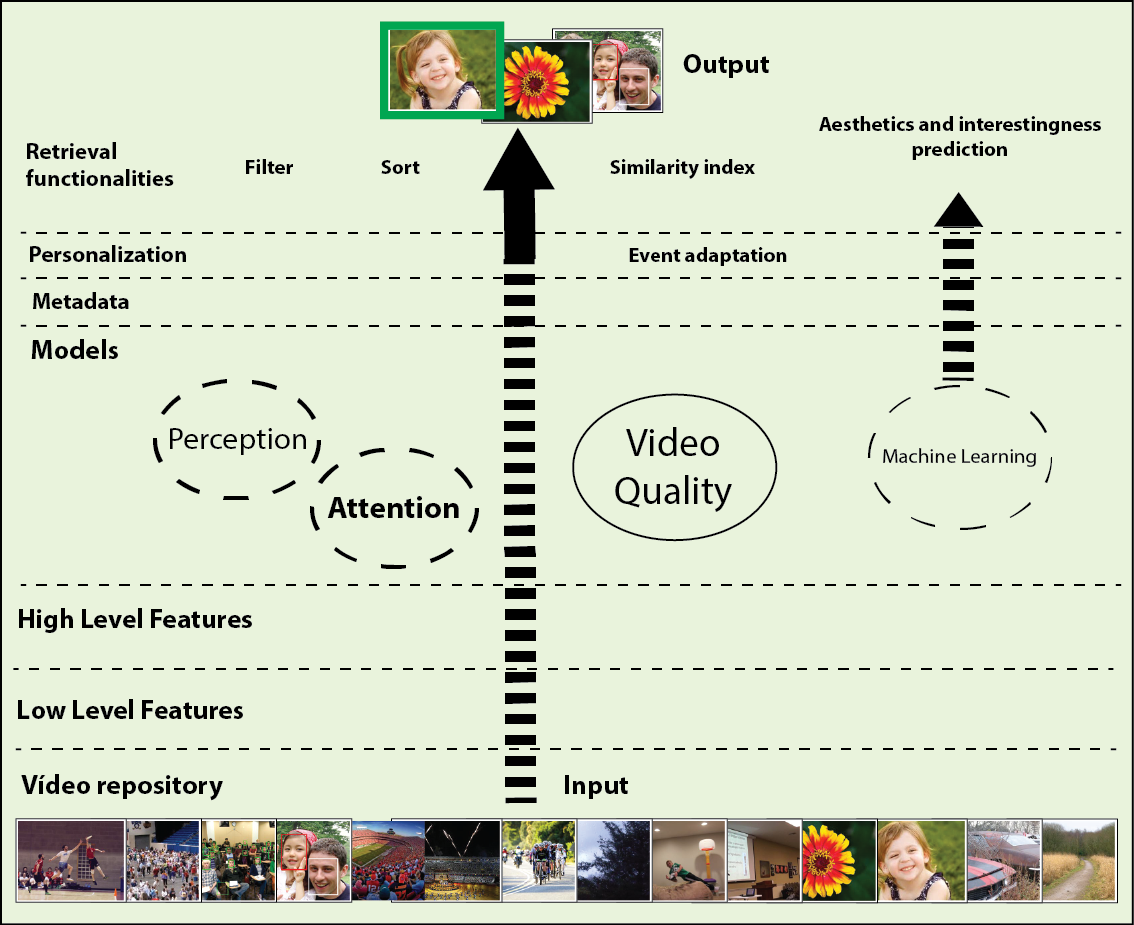 Output
Aesthetics and interestingness
prediction
Retrieval
functionalities
Filter
Sort
Similarity index
Personalization
Event adaptation
Metadada
Models
Perception
Attention
Video
Quality
Machine Learning
High Level Features
Low Level Features
Vídeo repository
Input